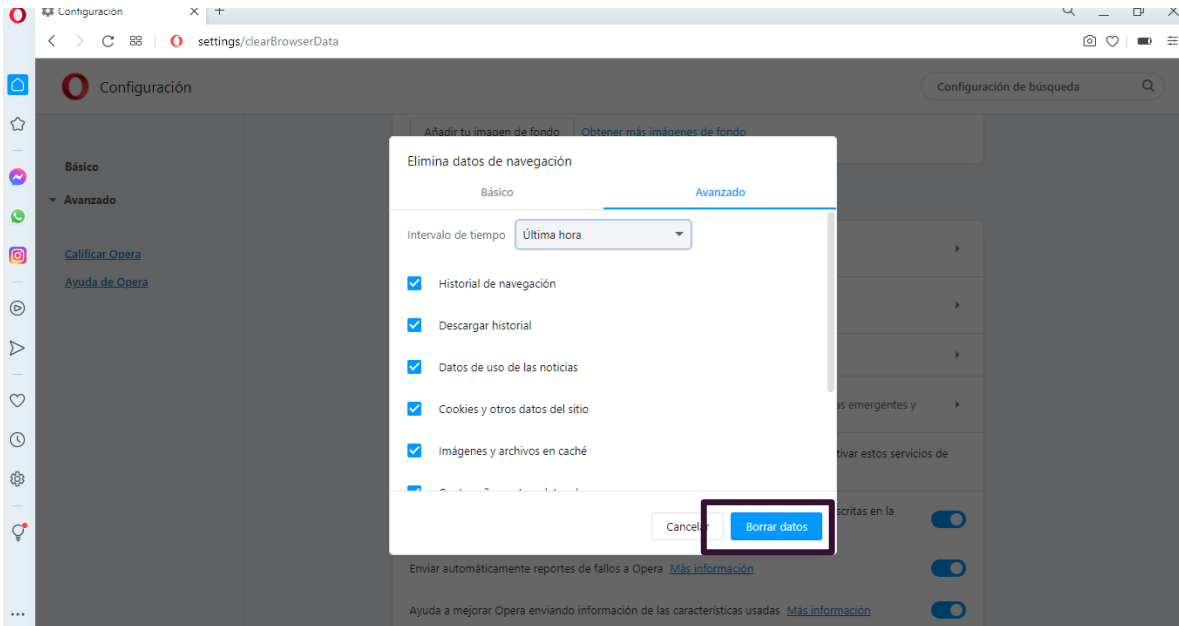 Configuración
settings/clearBrowserData
Configuración
Configuración de búsqueda
Añadir tu imagen de fondo
Obtener más imágenes de fondo
Básico
Avanzado
Calificar Opera
Ayuda de Opera
Elimina datos de navegación
Básico
Avanzado
Intervalo de tiempo
Última hora
Historial de navegación
Descargar historial
Datos de uso de las noticias
Cookies y otros datos del sitio
Imágenes y archivos en caché
Cancelar
Borrar datos
emergentes y
estos servicios de
en la
Enviar automáticamente reportes de fallos a Opera Más información
Ayuda a mejorar Opera enviando información de las características usadas Más información